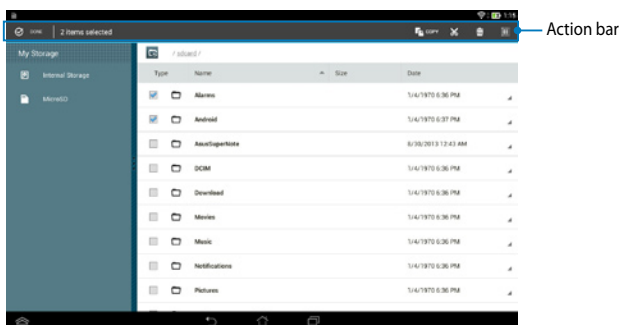 1:15
DONE 2 items selected COPY
Action bar
My Storage /sdcard/
Internal Storage
MicroSD
Type Name Size Date
Alarms 1/4/1970 6:36 PM
Android 1/4/1970 6:37 PM
AsusSuperNote 8/30/2013 12:43 AM
DCIM 1/4/1970 6:36 PM
Download 1/4/1970 6:36 PM
Movies 1/4/1970 6:36 PM
Music 1/4/1970 6:36 PM
Notifications 1/4/1970 6:36 PM
Pictures 1/4/1970 6:36 PM